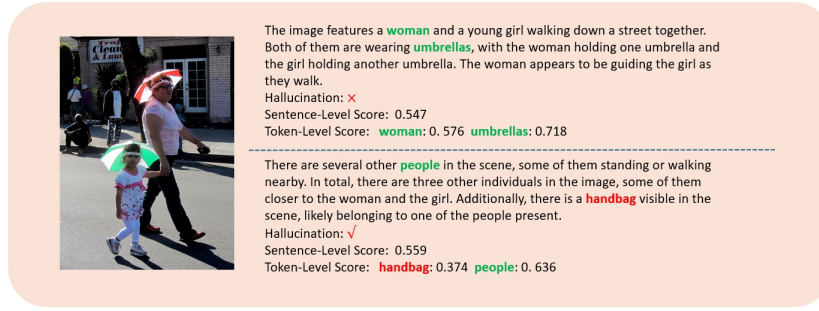 Clean
& Lau
The image features a woman and a young girl walking down a street together.
Both of them are wearing umbrellas, with the woman holding one umbrella and
the girl holding another umbrella. The woman appears to be guiding the girl as
they walk.
Hallucination: ×
Sentence-Level Score: 0.547
Token-Level Score: woman: 0. 576 umbrellas: 0.718
There are several other people in the scene, some of them standing or walking
nearby. In total, there are three other individuals in the image, some of them
closer to the woman and the girl. Additionally, there is a handbag visible in the
scene, likely belonging to one of the people present.
Hallucination: √
Sentence-Level Score: 0.559
Token-Level Score: handbag: 0.374 people: 0. 636